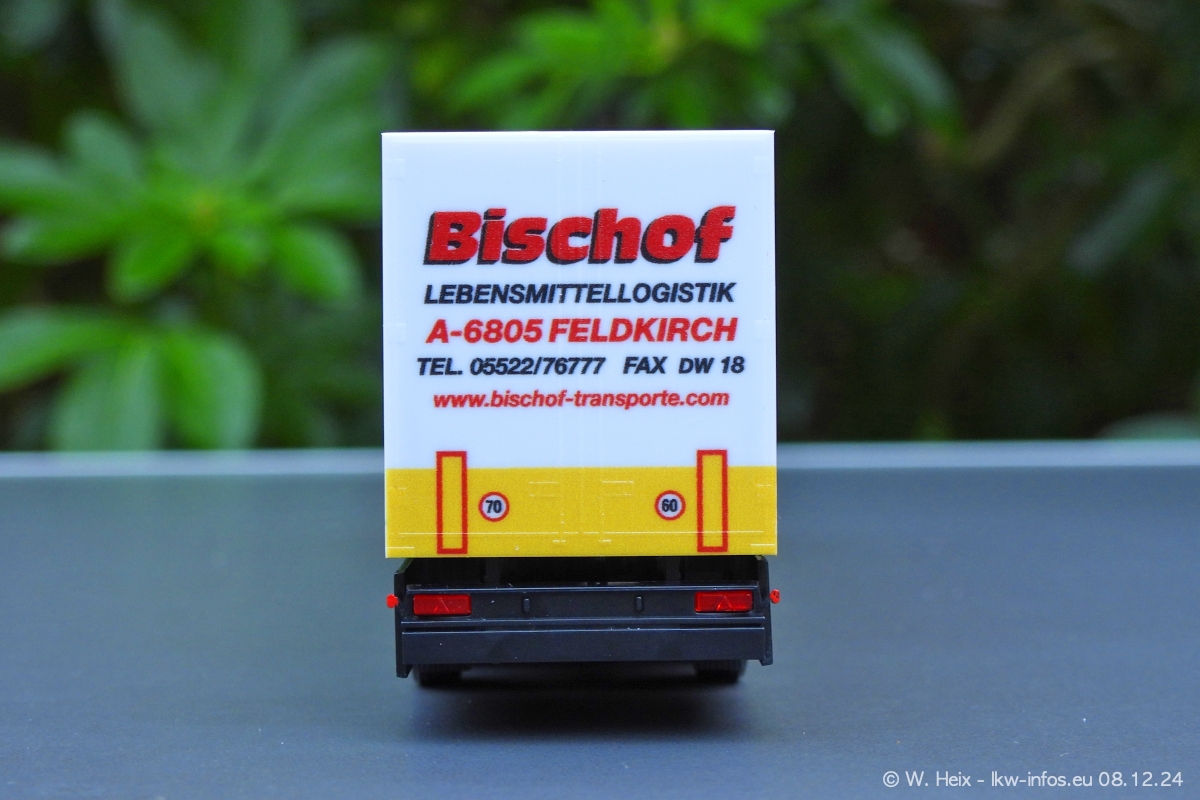 Bischof
LEBENSMITTELLOGISTIK
A-6805 FELDKIRCH
TEL. 05522/76777 FAX DW 18
www.bischof-transporte.com
70 60
© W. Heix - lkw-infos.eu 08.12.24